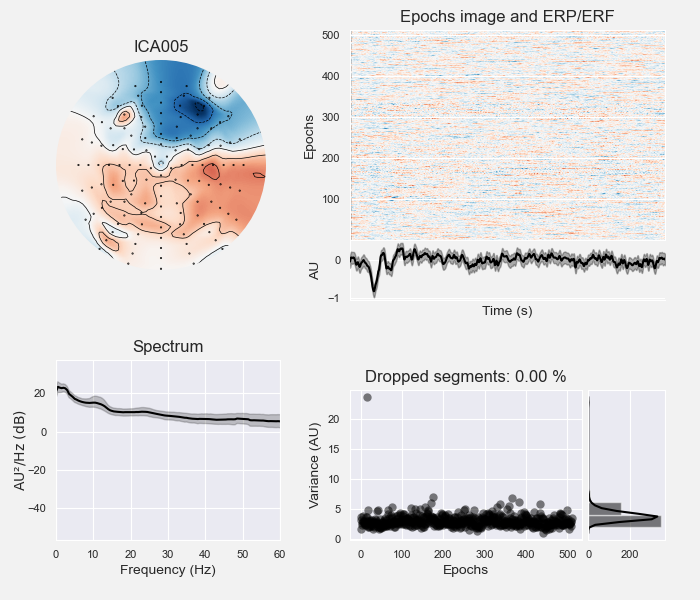 ICA005
Epochs image and ERP/ERF
500
400
300
200
100
Epochs
0
−1
AU
Time (s)
Spectrum
20
0
−20
−40
AU²/Hz (dB)
0 10 20 30 40 50 60
Frequency (Hz)
Dropped segments: 0.00 %
20
15
10
5
0
Variance (AU)
0 100 200 300 400 500
Epochs
0 200